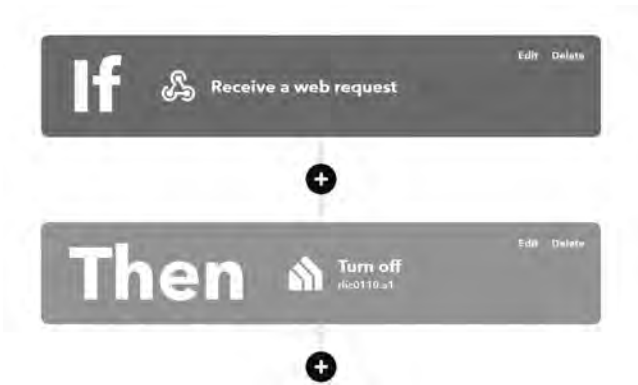 If
Receive a web request
Edit Delete
+
Then
Turn off
Edit Delete
+